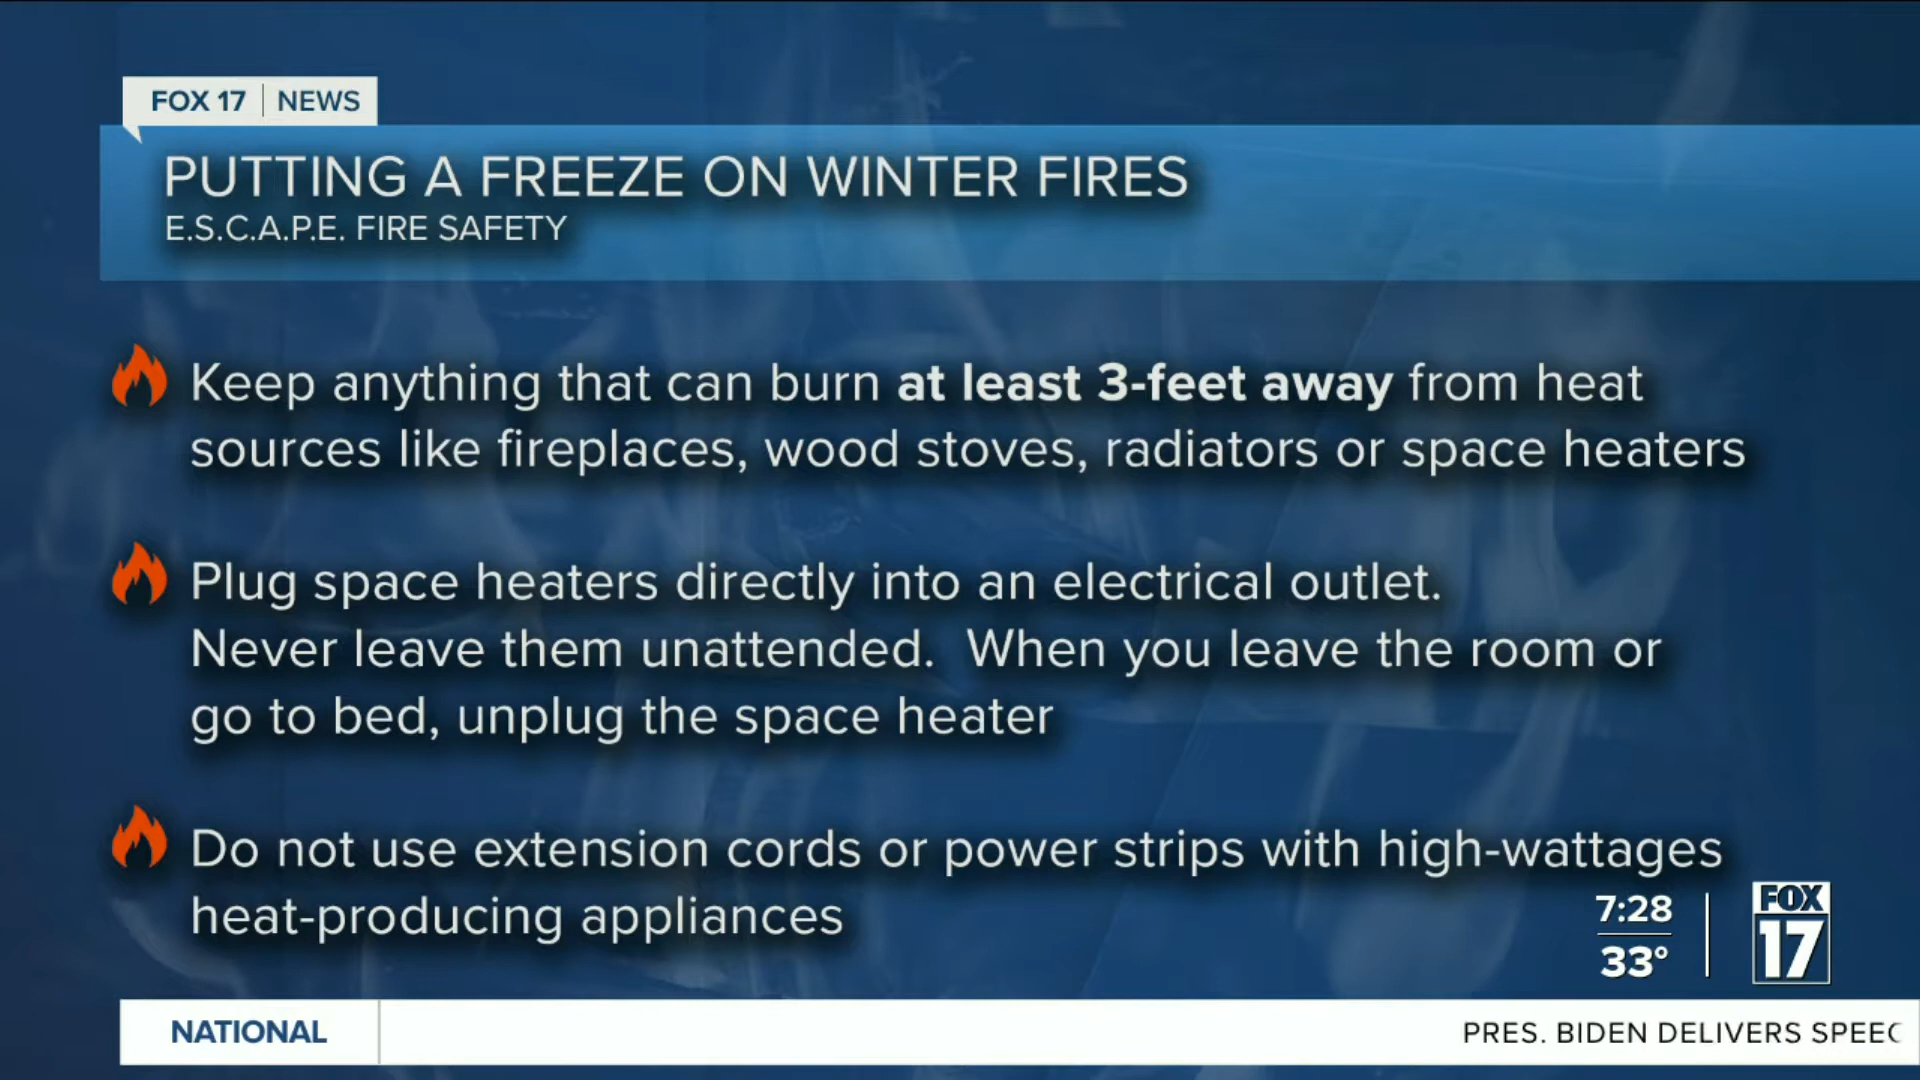 FOX 17 | NEWS
PUTTING A FREEZE ON WINTER FIRES
E.S.C.A.P.E. FIRE SAFETY
Keep anything that can burn at least 3-feet away from heat
sources like fireplaces, wood stoves, radiators or space heaters
Plug space heaters directly into an electrical outlet.
Never leave them unattended.  When you leave the room or
go to bed, unplug the space heater
Do not use extension cords or power strips with high-wattages
heat-producing appliances
7:28
33°
FOX
17
NATIONAL
PRES. BIDEN DELIVERS SPEEC